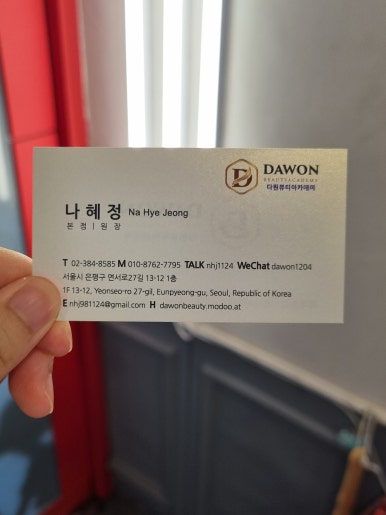 DAWON
BEAUTY ACADEMY
다원뷰티아카데미
나 혜 정 Na Hye Jeong
본 점 | 원 장
T 02-384-8585 M 010-8762-7795 TALK nhj1124 WeChat dawon1204
서울시 은평구 연서로27길 13-12 1층
1F 13-12, Yeonseo-ro 27-gil, Eunpyeong-gu, Seoul, Republic of Korea
E nhj981124@gmail.com H dawonbeauty.modoo.at